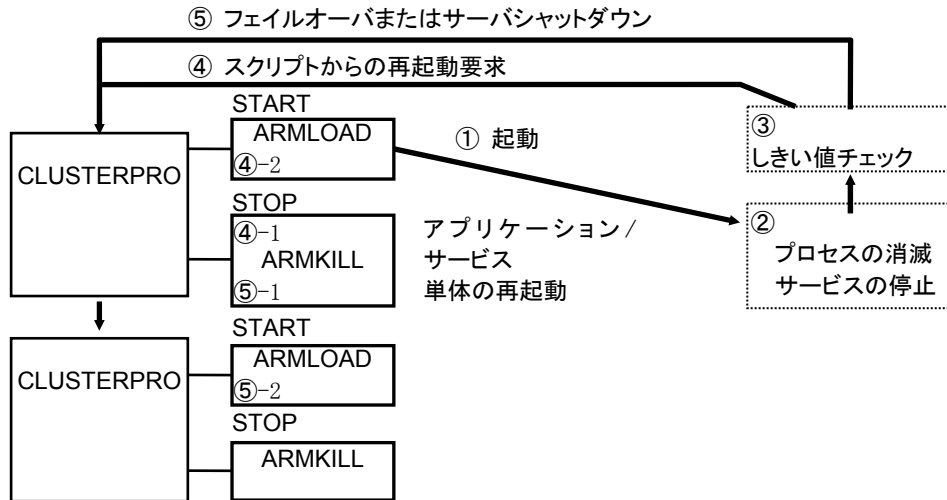 ⑤ フェイルオーバまたはサーバシャットダウン
④ スクリプトからの再起動要求
START
ARMLOAD
④-2
① 起動
③
しきい値チェック
CLUSTERPRO
STOP
④-1
ARMKILL
⑤-1
アプリケーション/
サービス
単体の再起動
②
プロセスの消滅
サービスの停止
START
ARMLOAD
⑤-2
CLUSTERPRO
STOP
ARMKILL